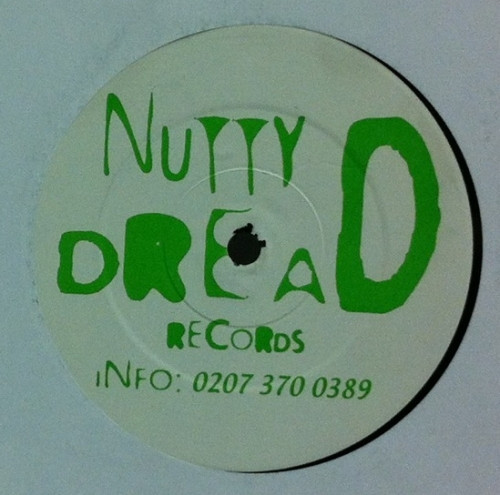 NUTTY
DREAD
RECORDS
iNFO: 0207 370 0389